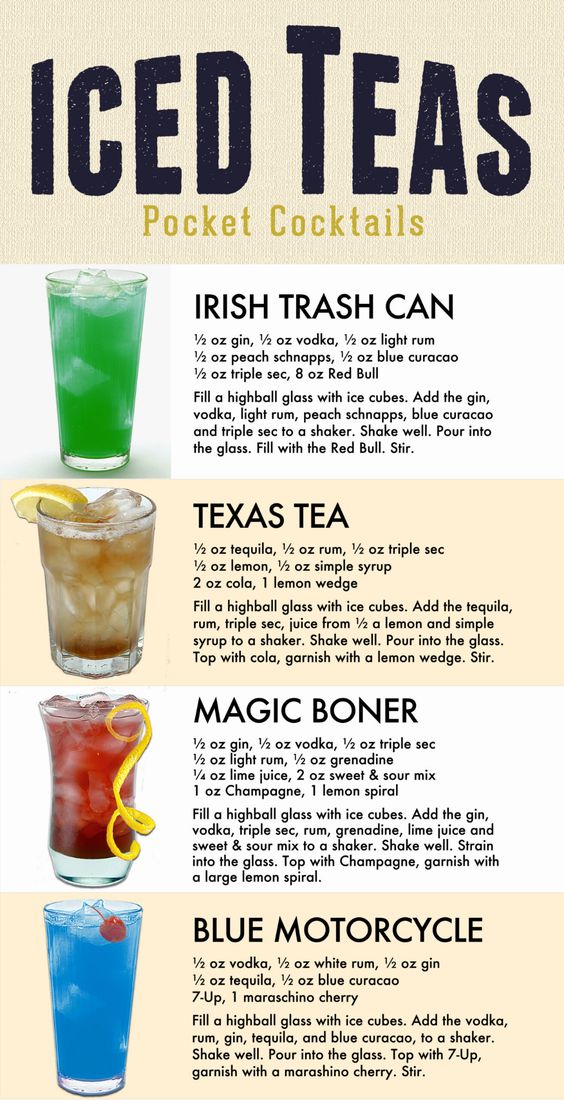 ICED TEAS
Pocket Cocktails
IRISH TRASH CAN
½ oz gin, ½ oz vodka, ½ oz light rum
½ oz peach schnapps, ½ oz blue curacao
½ oz triple sec, 8 oz Red Bull
Fill a highball glass with ice cubes. Add the gin,
vodka, light rum, peach schnapps, blue curacao
and triple sec to a shaker. Shake well. Pour into
the glass. Fill with the Red Bull. Stir.
TEXAS TEA
½ oz tequila, ½ oz rum, ½ oz triple sec
½ oz lemon, ½ oz simple syrup
2 oz cola, 1 lemon wedge
Fill a highball glass with ice cubes. Add the tequila,
rum, triple sec, juice from ½ a lemon and simple
syrup to a shaker. Shake well. Pour into the glass.
Top with cola, garnish with a lemon wedge. Stir.
MAGIC BONER
½ oz gin, ½ oz vodka, ½ oz triple sec
½ oz light rum, ½ oz grenadine
¼ oz lime juice, 2 oz sweet & sour mix
1 oz Champagne, 1 lemon spiral
Fill a highball glass with ice cubes. Add the gin,
vodka, triple sec, rum, grenadine, lime juice and
sweet & sour mix to a shaker. Shake well. Strain
into the glass. Top with Champagne, garnish with
a large lemon spiral.
BLUE MOTORCYCLE
½ oz vodka, ½ oz white rum, ½ oz gin
½ oz tequila, ½ oz blue curacao
7-Up, 1 maraschino cherry
Fill a highball glass with ice cubes. Add the vodka,
rum, gin, tequila, and blue curacao, to a shaker.
Shake well. Pour into the glass. Top with 7-Up,
garnish with a marashino cherry. Stir.